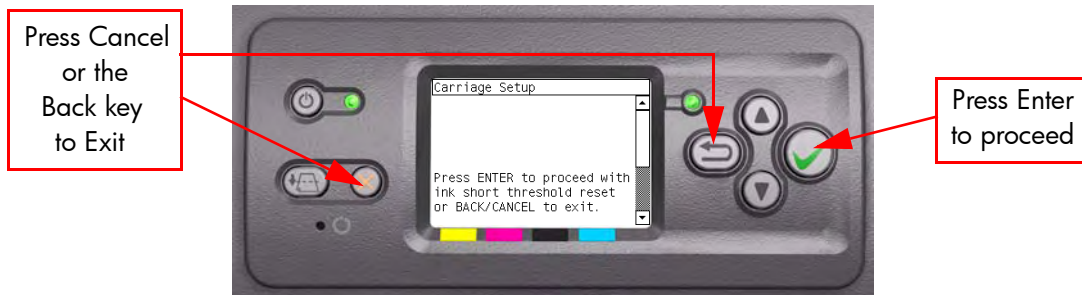 Press Cancel
or the
Back key
to Exit
Carriage Setup
Press ENTER to proceed with
ink short threshold reset
or BACK/CANCEL to exit.
Press Enter
to proceed